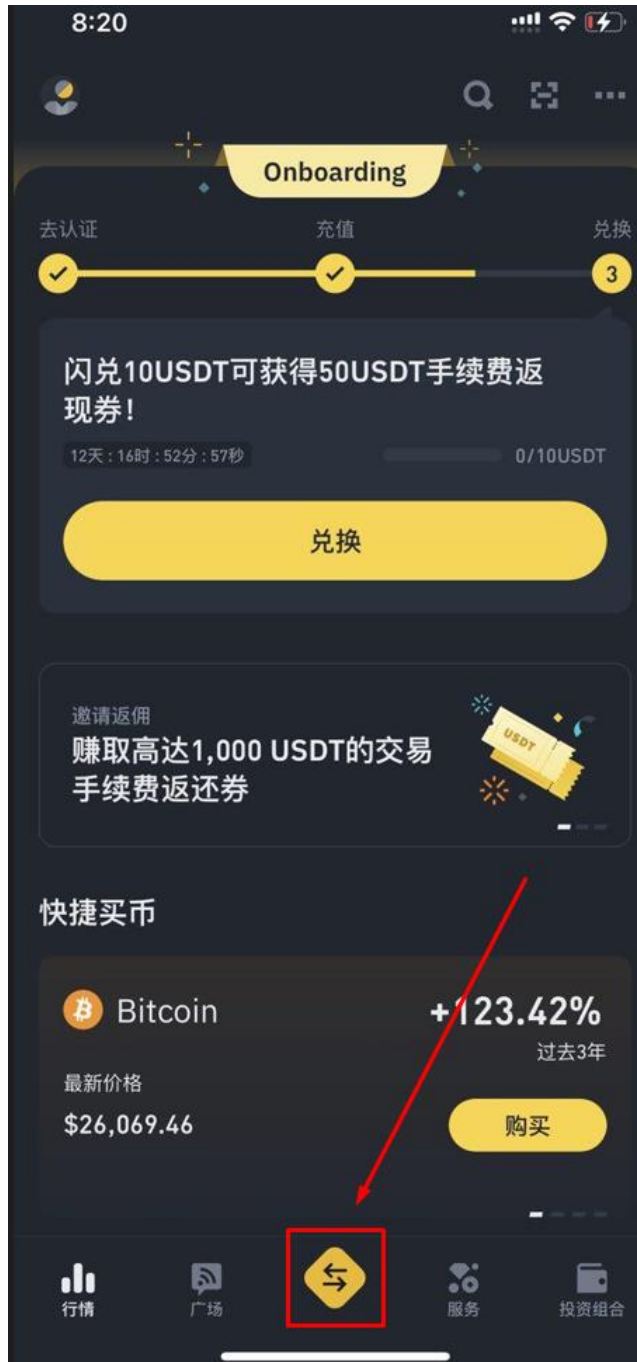 8:20
Onboarding
去认证 充值 兑换
3
闪兑10USDT可获得50USDT手续费返
现券!
12天:16时:52分:57秒 0/10USDT
兑换
邀请返佣
赚取高达1,000 USDT的交易
手续费返还券
USDT
快捷买币
Bitcoin +123.42%
过去3年
最新价格
$26,069.46 购买
行情 广场 服务 投资组合